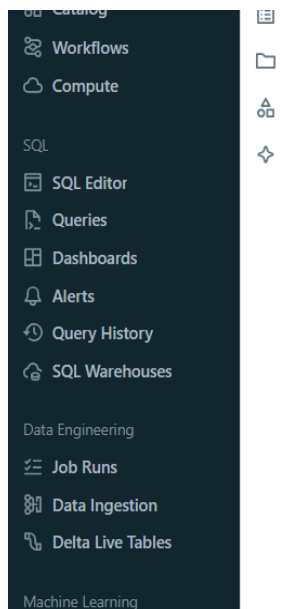 Catalog
Workflows
Compute
SQL
SQL Editor
Queries
Dashboards
Alerts
Query History
SQL Warehouses
Data Engineering
Job Runs
Data Ingestion
Delta Live Tables
Machine Learning